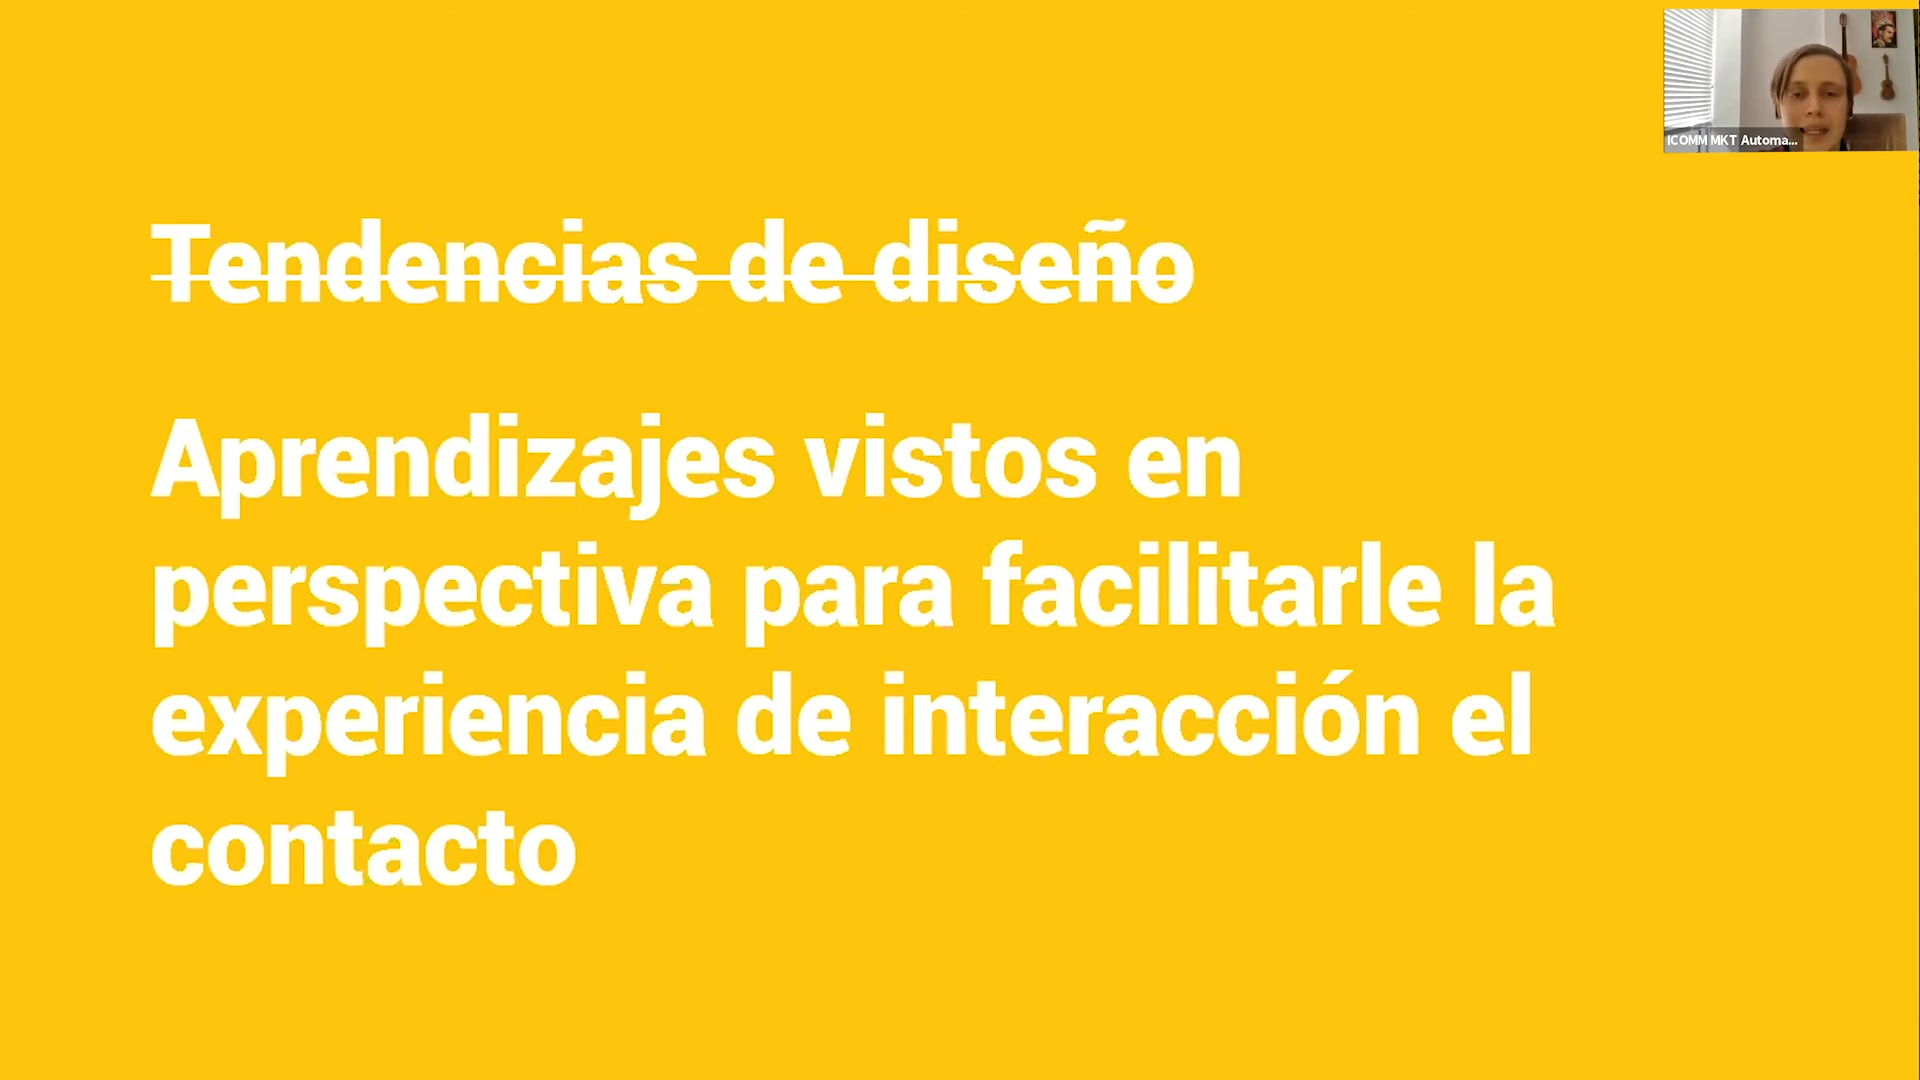 ICOMM MKT Automa...
Tendencias de diseño
Aprendizajes vistos en
perspectiva para facilitarle la
experiencia de interacción el
contacto